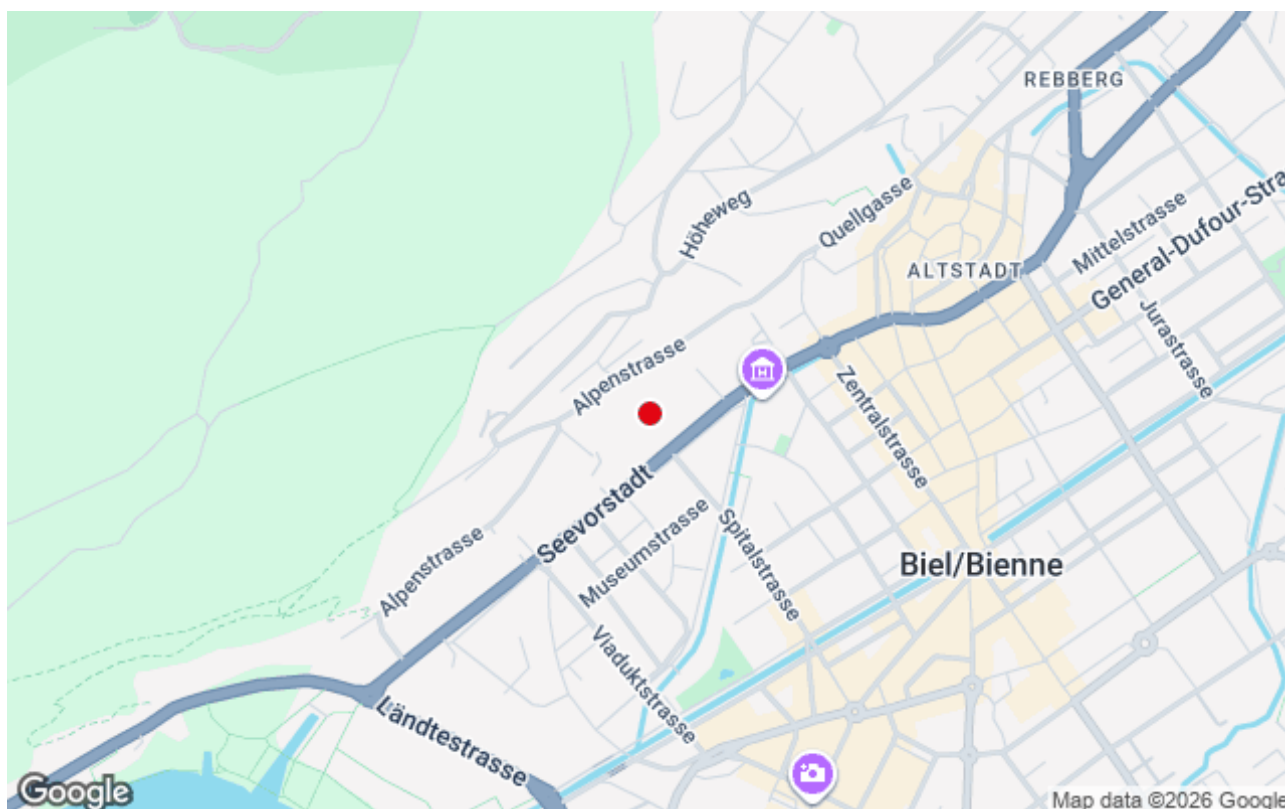 REBBERG
Höheweg
Quellgasse
Mittelstrasse
ALTSTADT
General-Dufour-Stra
Jurastrasse
Alpenstrasse
Zentralstrasse
Seevorstadt
Spitalstrasse
Museumstrasse
Biel/Bienne
Alpenstrasse
Viaduktstrasse
Ländtestrasse
Google
Map data ©2026 Google